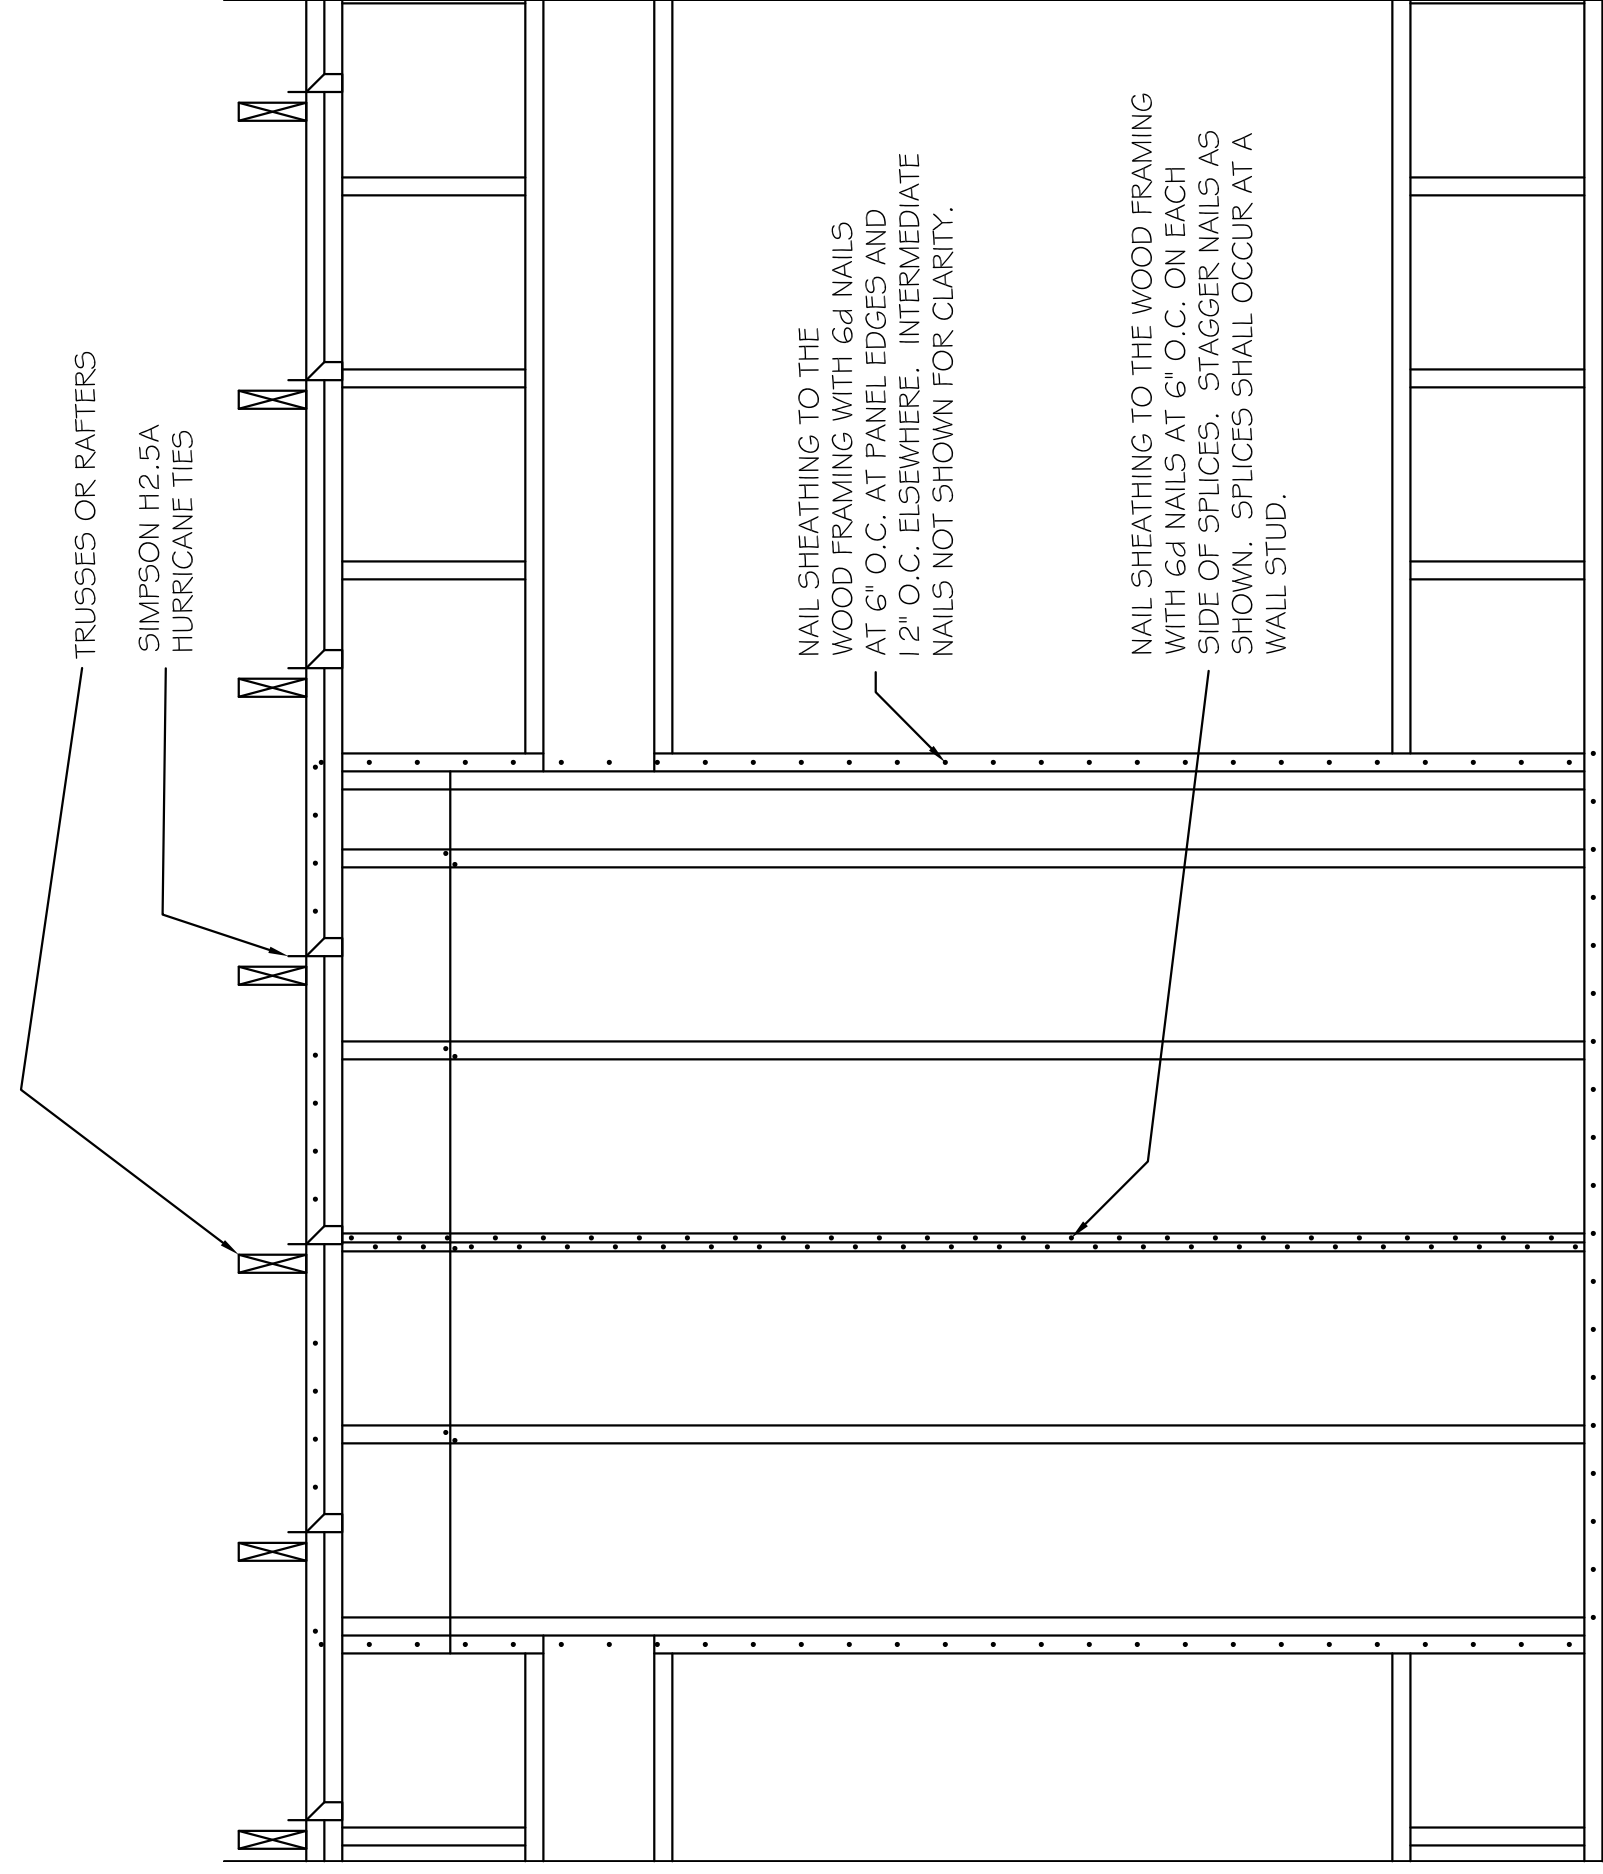 TRUSSES OR RAFTERS
SIMPSON H2.5A
HURRICANE TIES
NAIL SHEATHING TO THE
WOOD FRAMING WITH 6d NAILS
AT 6" O.C. AT PANEL EDGES AND
12" O.C. ELSEWHERE. INTERMEDIATE
NAILS NOT SHOWN FOR CLARITY.
NAIL SHEATHING TO THE WOOD FRAMING
WITH 6d NAILS AT 6" O.C. ON EACH
SIDE OF SPLICES. STAGGER NAILS AS
SHOWN. SPLICES SHALL OCCUR AT A
WALL STUD.